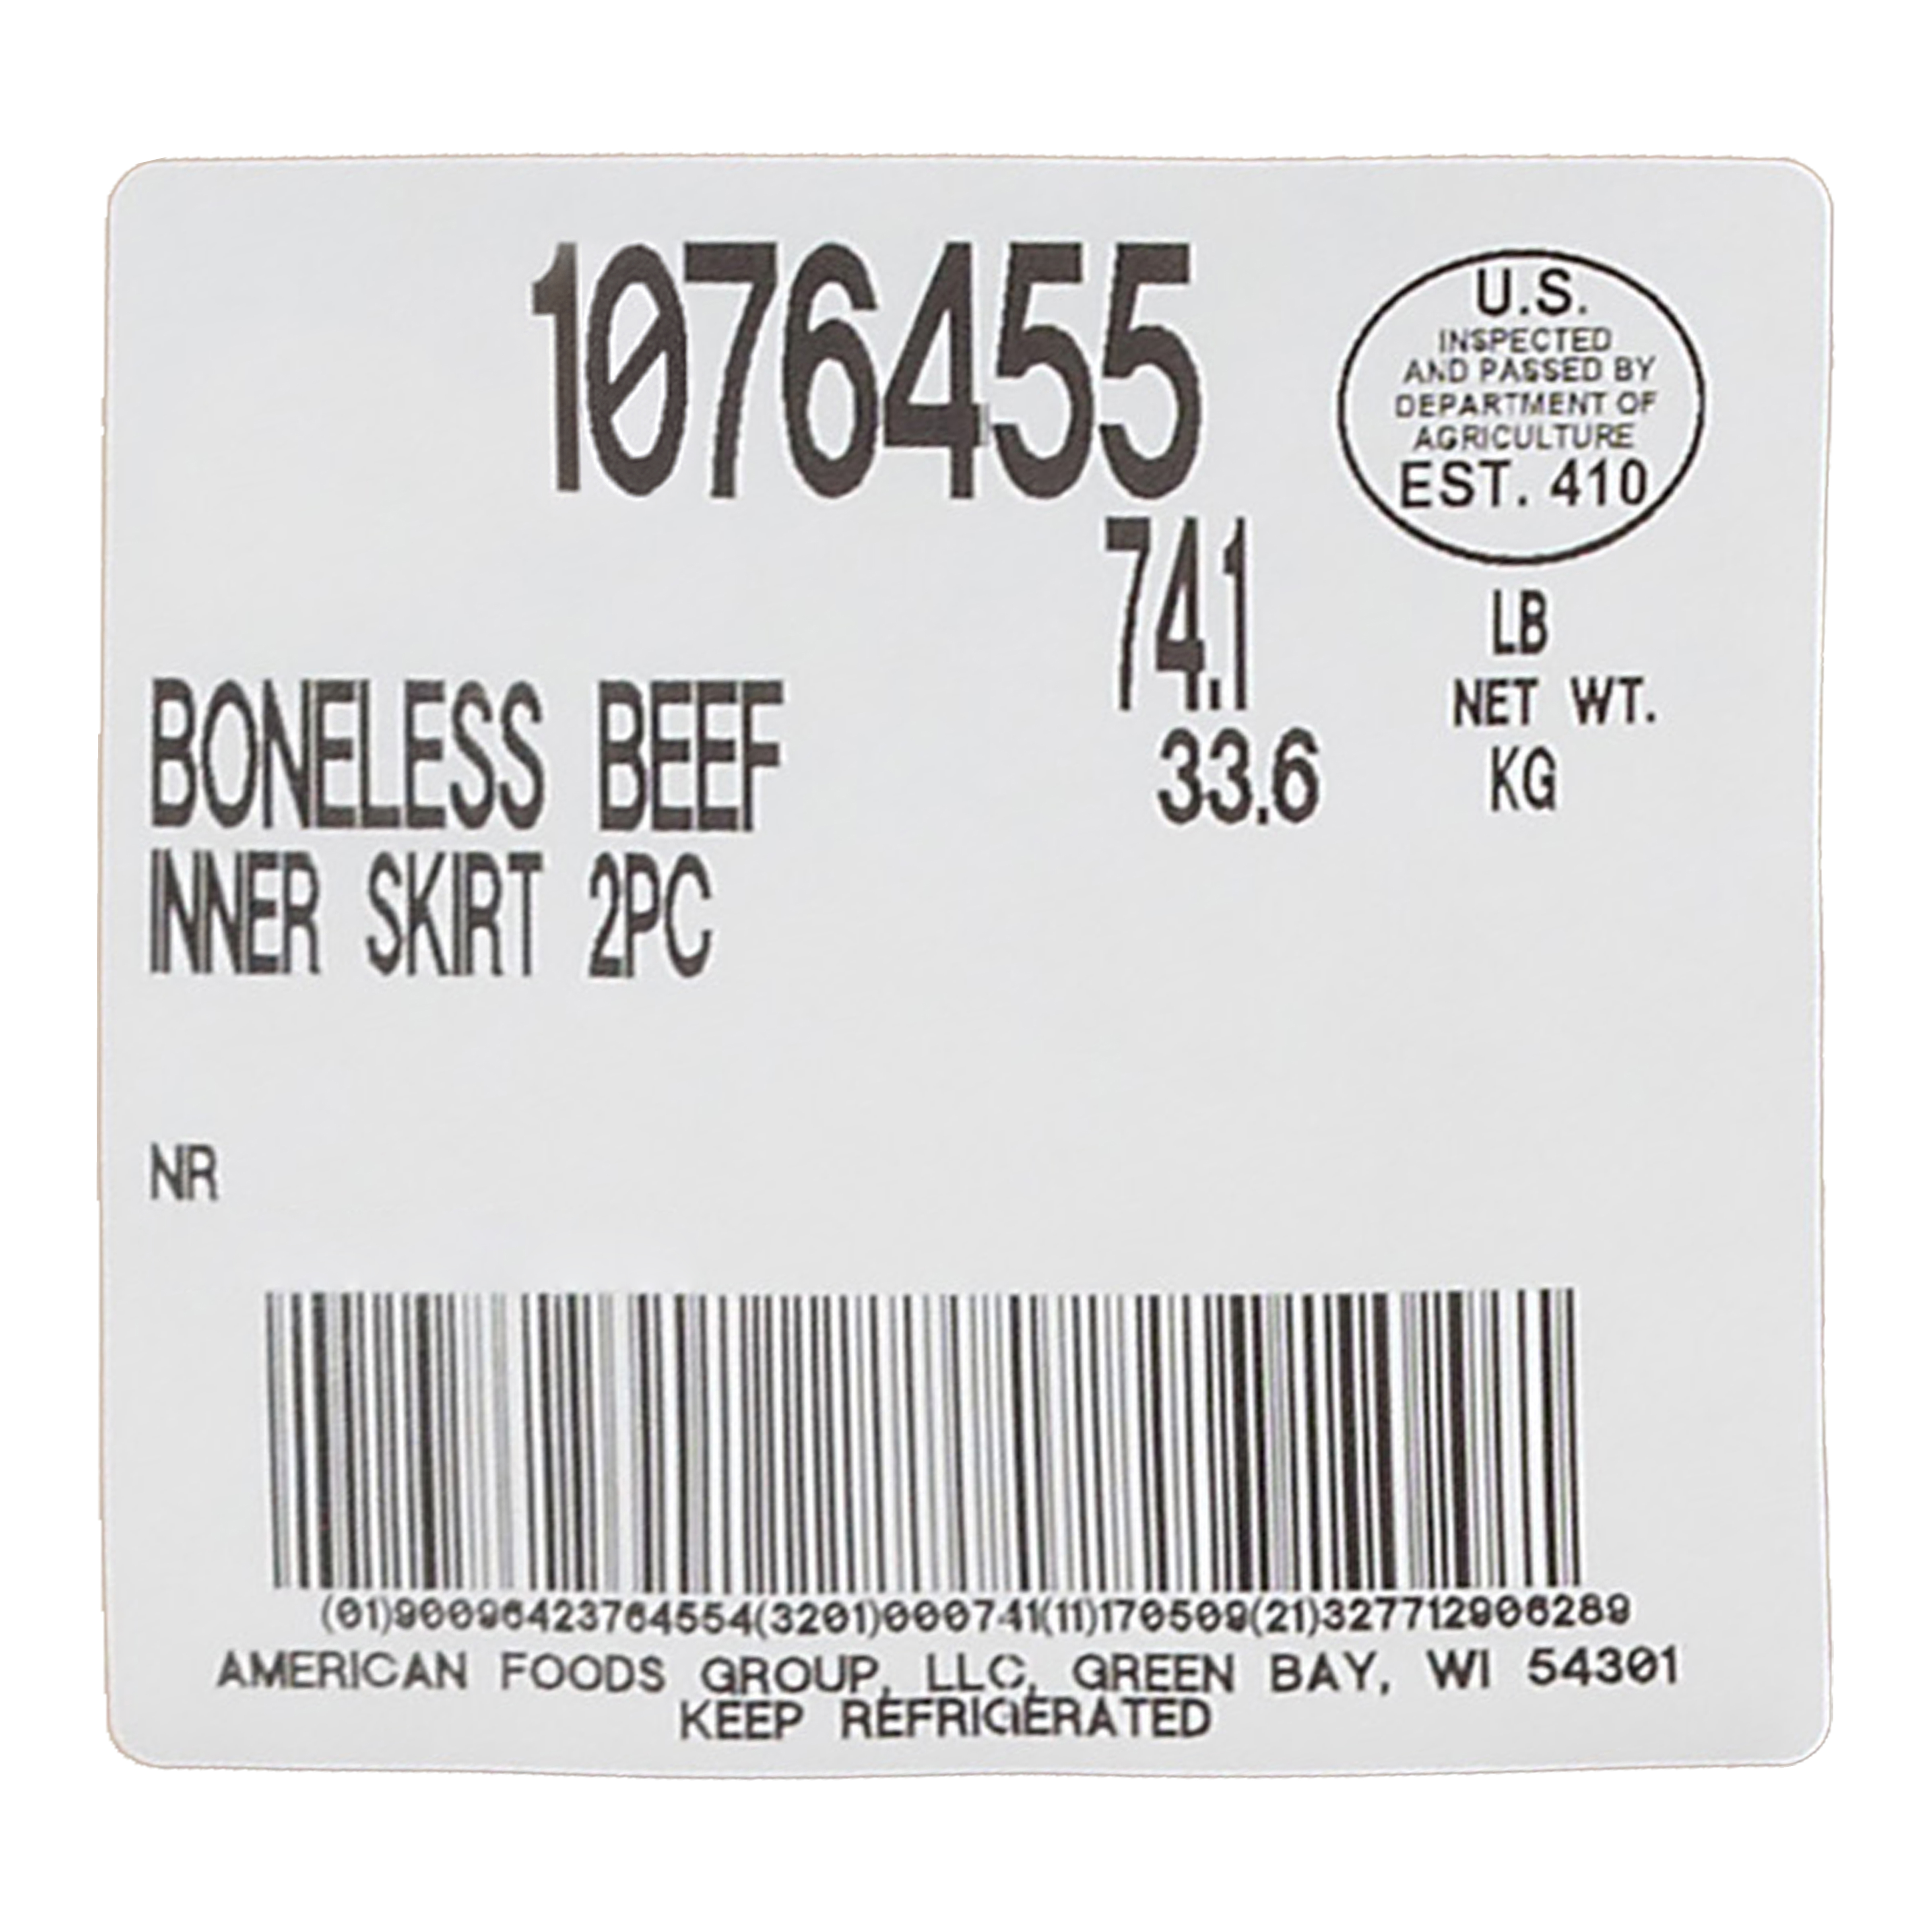 1076455
U.S.
INSPECTED
AND PASSED BY
DEPARTMENT OF
AGRICULTURE
EST. 410
74.1 LB
NET WT.
33.6 KG
BONELESS BEEF
INNER SKIRT 2PC
NR
(01)90096423764554(3201)000741(11)170509(21)327712906289
AMERICAN FOODS GROUP, LLC, GREEN BAY, WI 54301
KEEP REFRIGERATED